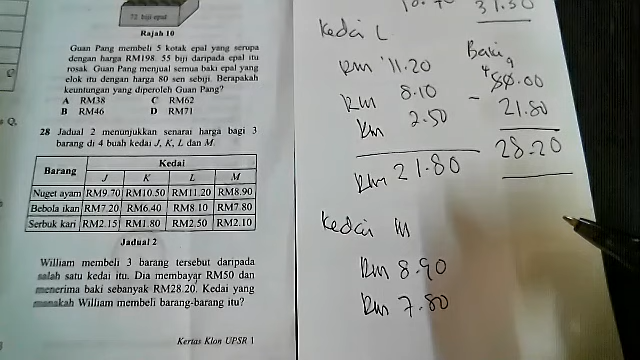 72 biji epal
Rajah 10
Guan Pang membeli 5 kotak epal yang serupa
dengan harga RM198. 55 biji daripada epal itu
rosak. Guan Pang menjual semua baki epal yang
elok itu dengan harga 80 sen sebiji. Berapakah
keuntungan yang diperoleh Guan Pang?
A RM38 C RM62
B RM46 D RM71
28 Jadual 2 menunjukkan senarai harga bagi 3
barang di 4 buah kedai J, K, L dan M.
Barang Kedai
J K L M
Nuget ayam RM9.70 RM10.50 RM11.20 RM8.90
Bebola ikan RM7.20 RM6.40 RM8.10 RM7.80
Serbuk kari RM2.15 RM1.80 RM2.50 RM2.10
Jadual 2
William membeli 3 barang tersebut daripada
salah satu kedai itu. Dia membayar RM50 dan
menerima baki sebanyak RM28.20. Kedai yang
manakah William membeli barang-barang itu?
Kertas Klon UPSR 1
31.30
Kedai L
Baki
RM 11.20
RM 8.10
RM 2.50
RM 21.80
4 9
50.00
- 21.80
28.20
Kedai M
RM 8.90
RM 7.80